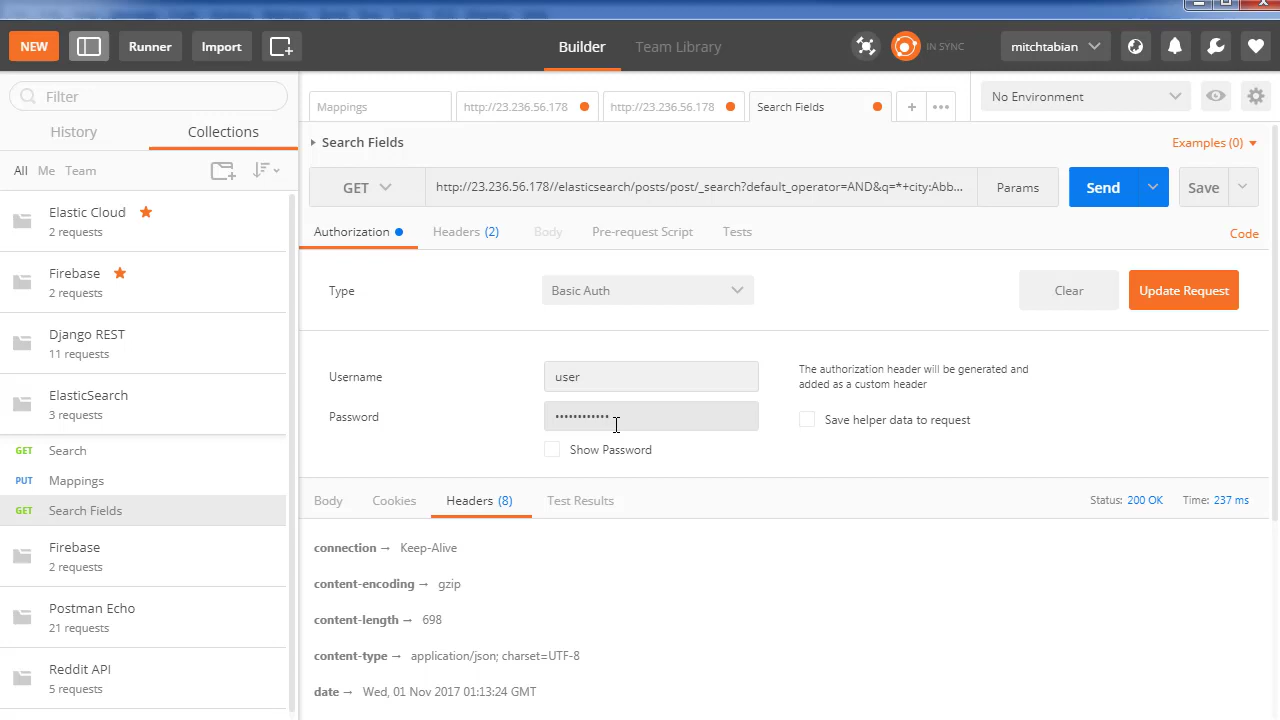 NEW
Runner
Import
Builder
Team Library
IN SYNC
mitchtabian
Filter
History
Collections
All
Me
Team
Elastic Cloud
2 requests
Firebase
2 requests
Django REST
11 requests
ElasticSearch
3 requests
GET Search
PUT Mappings
GET Search Fields
Firebase
2 requests
Postman Echo
21 requests
Reddit API
5 requests
Mappings
http://23.236.56.178
http://23.236.56.178
Search Fields
+
•••
No Environment
Search Fields
Examples (0)
GET
http://23.236.56.178//elasticsearch/posts/post/_search?default_operator=AND&q=*+city:Abb...
Params
Send
Save
Authorization
Headers (2)
Body
Pre-request Script
Tests
Code
Type
Basic Auth
Clear
Update Request
Username
user
The authorization header will be generated and
added as a custom header
Password
••••••••••••
Save helper data to request
Show Password
Body
Cookies
Headers (8)
Test Results
Status: 200 OK
Time: 237 ms
connection → Keep-Alive
content-encoding → gzip
content-length → 698
content-type → application/json; charset=UTF-8
date → Wed, 01 Nov 2017 01:13:24 GMT